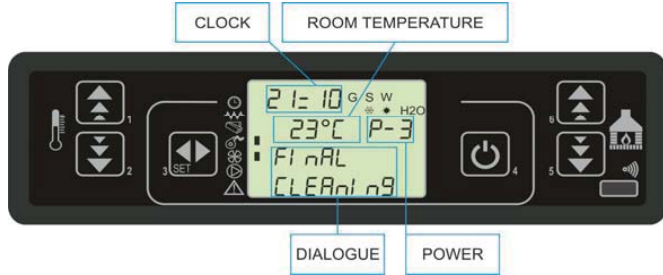 CLOCK ROOM TEMPERATURE
21:10 G S W
H2O
23°C P-3
FInAL
CLEAnIng
1
2
3 SET
4
5
6
DIALOGUE POWER